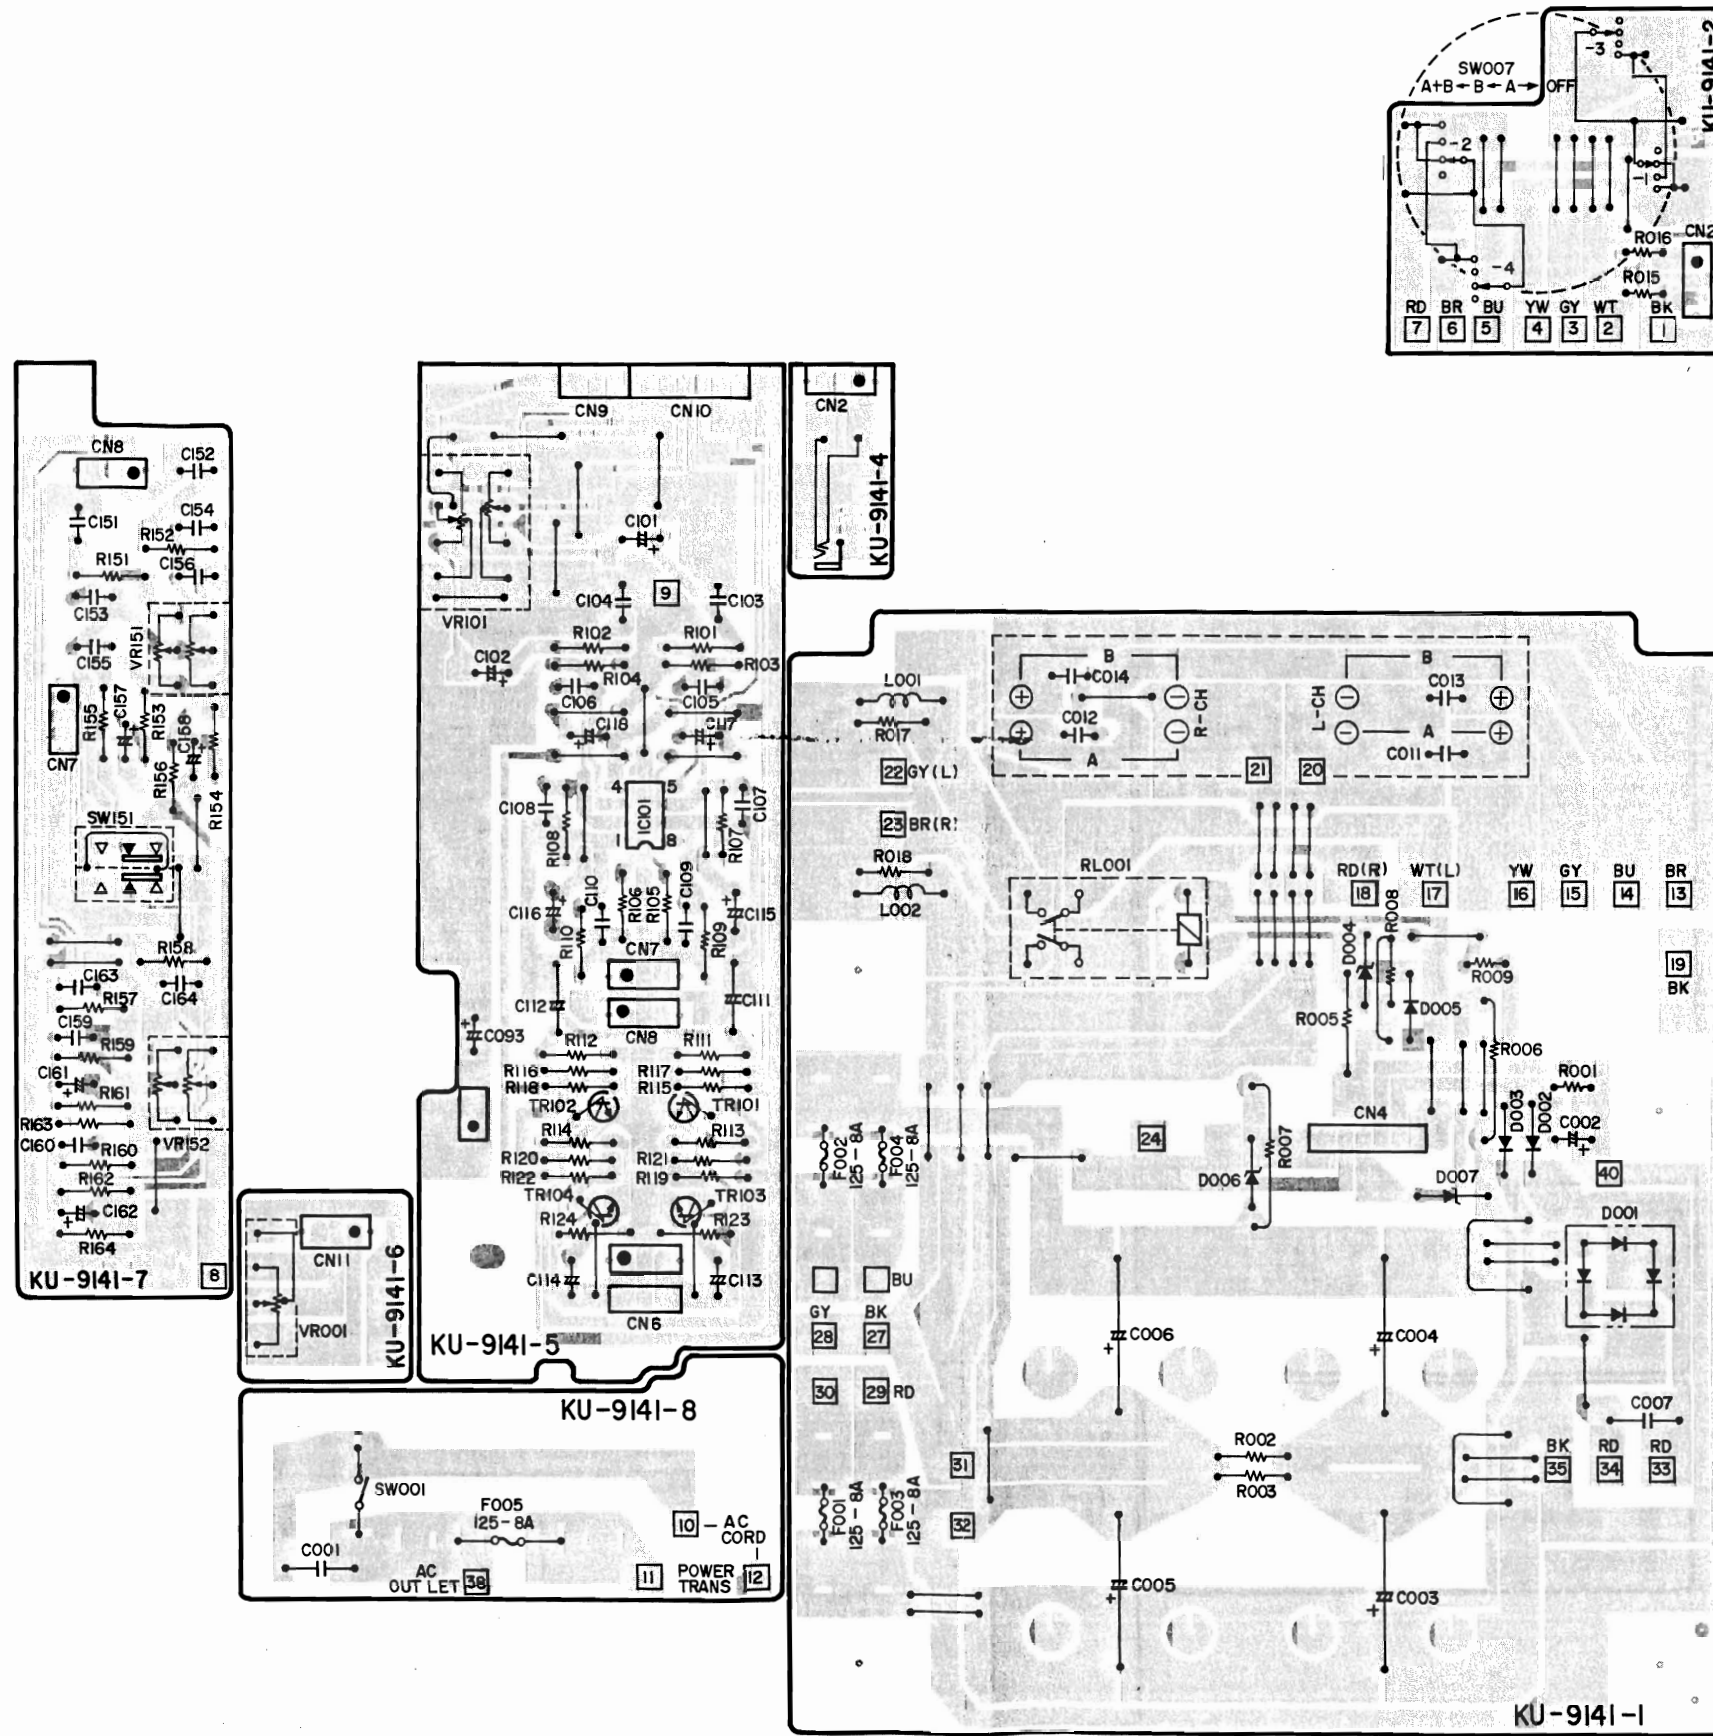 KU-9141-2
-3
SW007
A+B B A OFF
-2
-1
-4
R016
CN2
R015
RD BR BU YW GY WT BK
7 6 5 4 3 2 1
CN8
C152
C151
C154
R152
R151
C156
C153
VR151
C155
R155
C157
R153
C158
CN7
R156
R154
SW151
R158
C163
R157
C164
C159
R159
C161
R161
R163
C160
R160
VR152
R162
C162
R164
KU-9141-7
8
CN9
CN10
C101
VR101
C104
9
C103
R102
R101
C102
R104
R103
C106
C105
C118
C117
4 5
C108
IC101
C107
R108
R107
1 8
C110
R106
R105
C109
C116
C115
R110
R109
CN7
C112
C111
CN8
C093
R112
R111
R116
R117
R118
R115
TR102
TR101
R114
R113
R120
R121
R122
R119
TR104
TR103
R124
R123
C114
C113
CN6
KU-9141-5
CN2
KU-9141-4
CN11
VR001
KU-9141-6
KU-9141-8
SW001
F005
125-8A
10 - AC
CORD
C001
AC
OUT LET 38
11
POWER
TRANS
12
L001
R017
22 GY(L)
23 BR(R)
R018
L002
B
C014
C012
A
R-CH
L-CH
B
C013
A
C011
21
20
RL001
RD(R)
18
WT(L)
17
YW
16
GY
15
BU
14
BR
13
R008
D004
R009
19
BK
R005
D005
R006
R001
D003
D002
CN4
C002
F002
125-8A
F004
125-8A
24
R007
D006
D007
40
D001
BU
GY
28
BK
27
C006
C004
30
29 RD
C007
31
R002
R003
BK
35
RD
34
RD
33
F001
125-8A
F003
125-8A
32
C005
C003
KU-9141-1